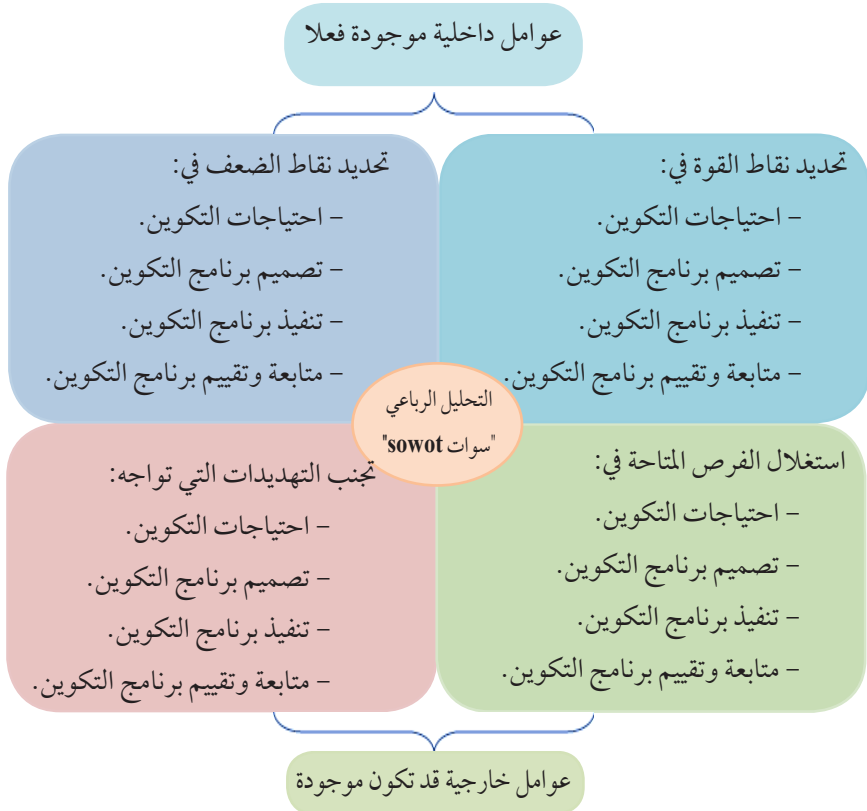 عوامل داخلية موجودة فعلا
تحديد نقاط القوة في:
– احتياجات التكوين.
– تصميم برنامج التكوين.
– تنفيذ برنامج التكوين.
– متابعة وتقييم برنامج التكوين.
تحديد نقاط الضعف في:
– احتياجات التكوين.
– تصميم برنامج التكوين.
– تنفيذ برنامج التكوين.
– متابعة وتقييم برنامج التكوين.
التحليل الرباعي
"سوات sowot"
استغلال الفرص المتاحة في:
– احتياجات التكوين.
– تصميم برنامج التكوين.
– تنفيذ برنامج التكوين.
– متابعة وتقييم برنامج التكوين.
تجنب التهديدات التي تواجه:
– احتياجات التكوين.
– تصميم برنامج التكوين.
– تنفيذ برنامج التكوين.
– متابعة وتقييم برنامج التكوين.
عوامل خارجية قد تكون موجودة